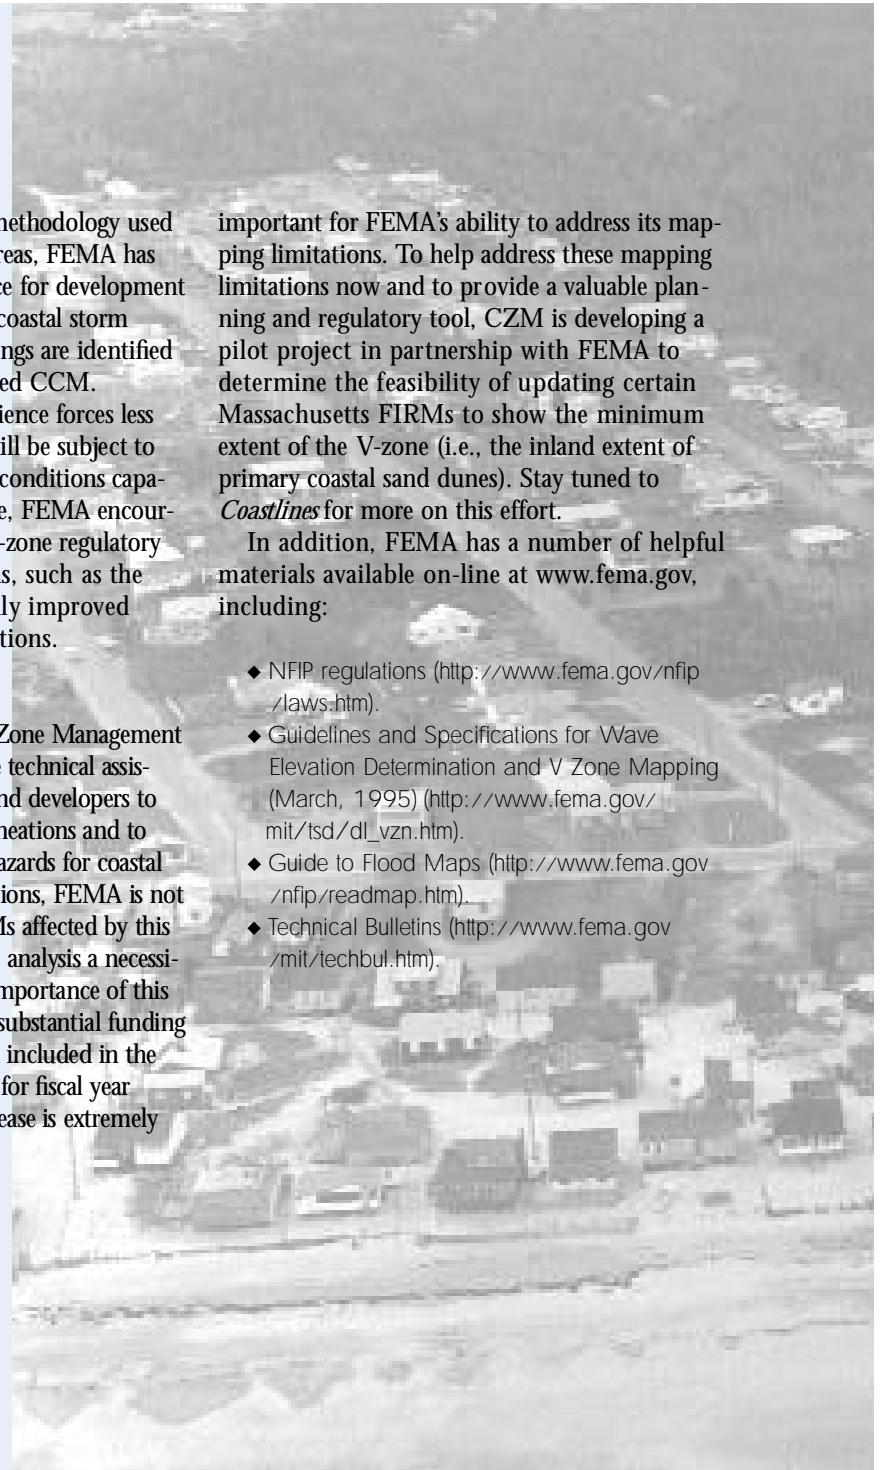 methodology used
reas, FEMA has
ce for development
coastal storm
ngs are identified
ed CCM.
ience forces less
ill be subject to
conditions capa-
e, FEMA encour-
-zone regulatory
s, such as the
ly improved
tions.
Zone Management
e technical assis-
nd developers to
neations and to
azards for coastal
ions, FEMA is not
Ms affected by this
analysis a necessi-
mportance of this
substantial funding
included in the
for fiscal year
ease is extremely
important for FEMA's ability to address its map-
ping limitations. To help address these mapping
limitations now and to provide a valuable plan-
ning and regulatory tool, CZM is developing a
pilot project in partnership with FEMA to
determine the feasibility of updating certain
Massachusetts FIRMs to show the minimum
extent of the V-zone (i.e., the inland extent of
primary coastal sand dunes). Stay tuned to
Coastlines for more on this effort.
In addition, FEMA has a number of helpful
materials available on-line at www.fema.gov,
including:
◆ NFIP regulations (http://www.fema.gov/nfip
/laws.htm).
◆ Guidelines and Specifications for Wave
Elevation Determination and V Zone Mapping
(March, 1995) (http://www.fema.gov/
mit/tsd/dl_vzn.htm).
◆ Guide to Flood Maps (http://www.fema.gov
/nfip/readmap.htm).
◆ Technical Bulletins (http://www.fema.gov
/mit/techbul.htm).